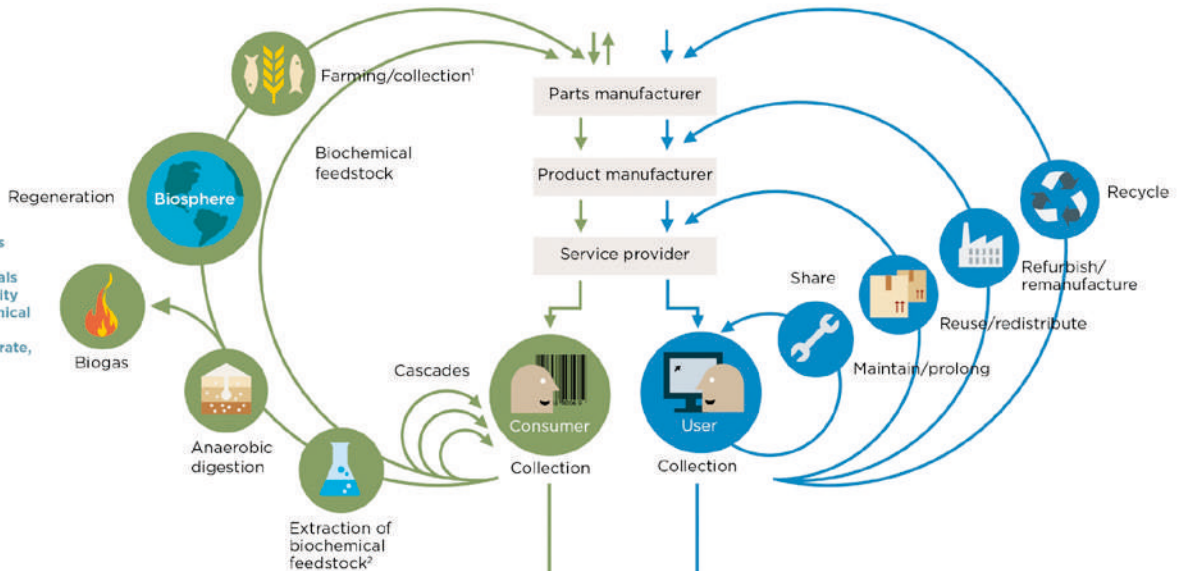 Farming/collection¹
Parts manufacturer
Biochemical
feedstock
Product manufacturer
Regeneration
Biosphere
Recycle
Service provider
Share
Refurbish/
remanufacture
Reuse/redistribute
Biogas
Cascades
Maintain/prolong
Consumer
User
Anaerobic
digestion
Collection
Collection
Extraction of
biochemical
feedstock²